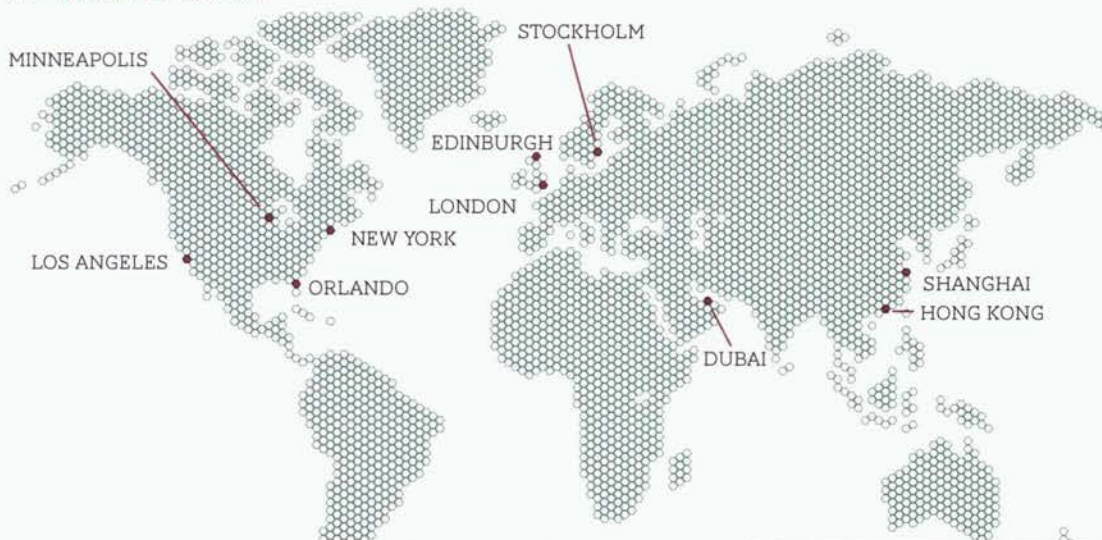 STOCKHOLM
MINNEAPOLIS
EDINBURGH
LONDON
NEW YORK
LOS ANGELES
ORLANDO
SHANGHAI
HONG KONG
DUBAI